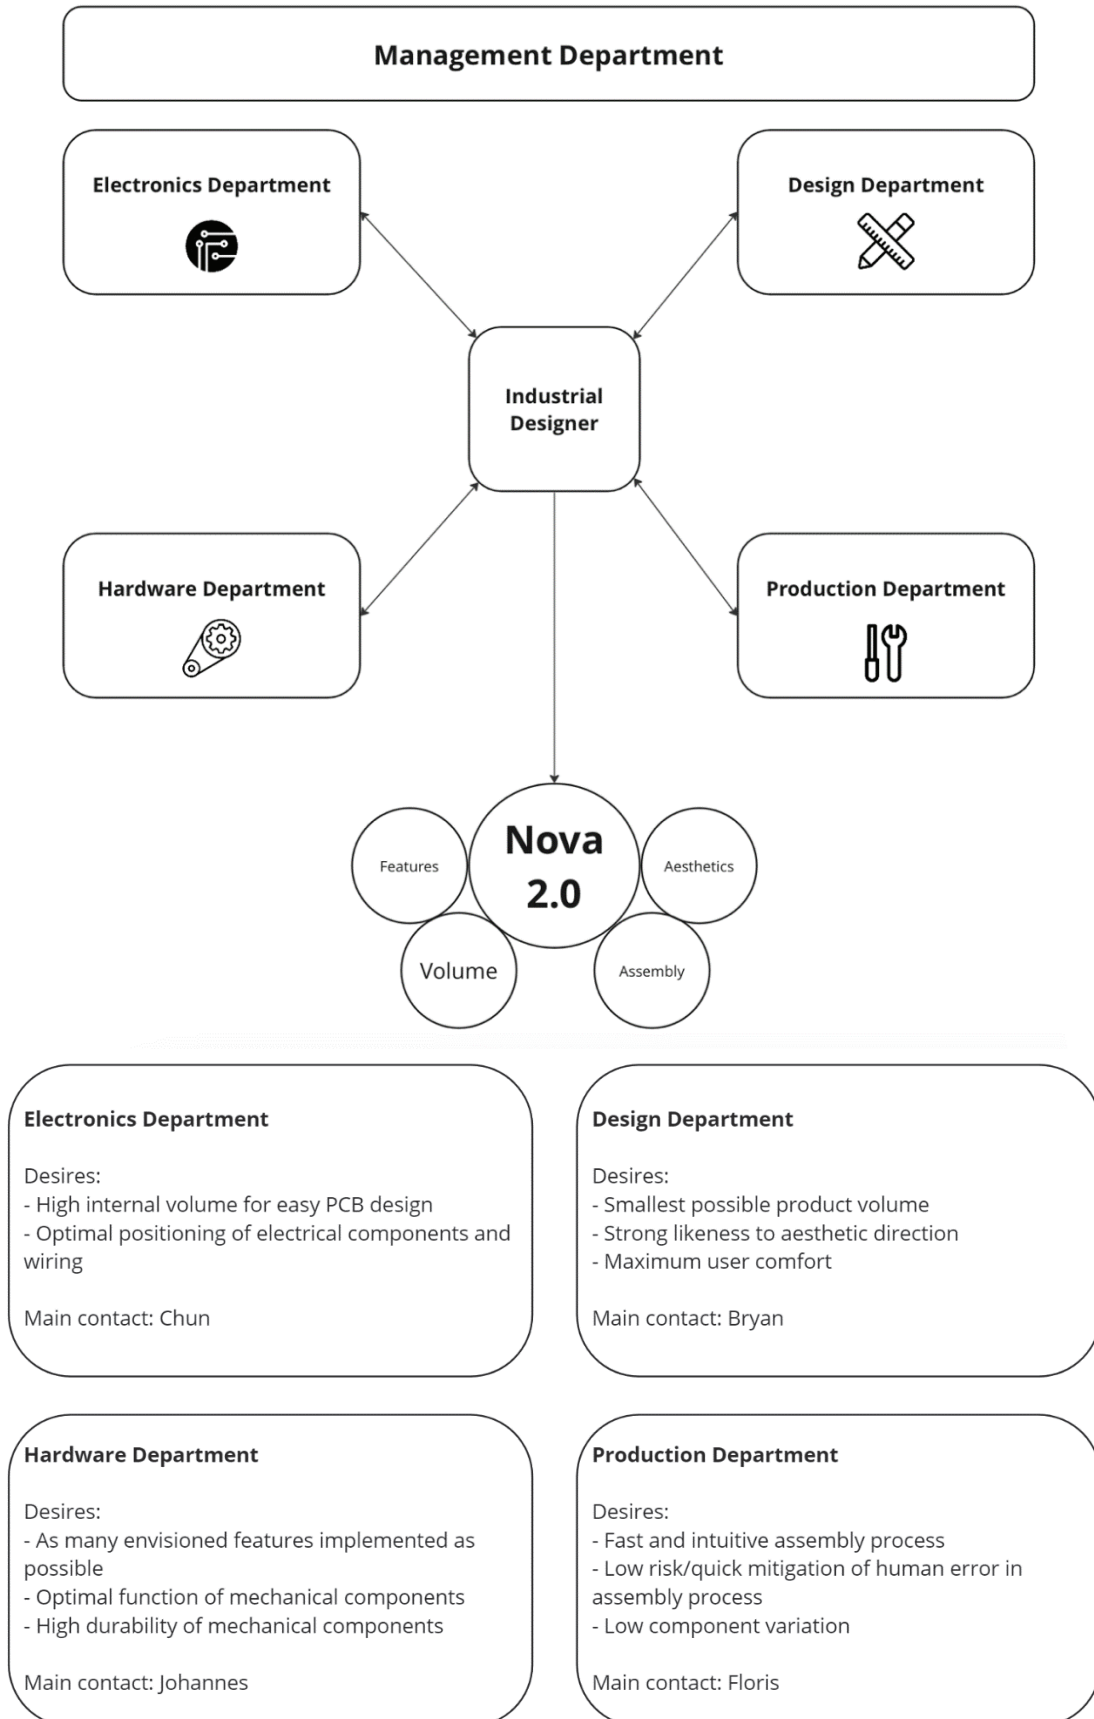 Management Department
Electronics Department
Design Department
Industrial
Designer
Hardware Department
Production Department
Nova
2.0
Features
Aesthetics
Volume
Assembly
Electronics Department
Desires:
- High internal volume for easy PCB design
- Optimal positioning of electrical components and
wiring
Main contact: Chun
Design Department
Desires:
- Smallest possible product volume
- Strong likeness to aesthetic direction
- Maximum user comfort
Main contact: Bryan
Hardware Department
Desires:
- As many envisioned features implemented as
possible
- Optimal function of mechanical components
- High durability of mechanical components
Main contact: Johannes
Production Department
Desires:
- Fast and intuitive assembly process
- Low risk/quick mitigation of human error in
assembly process
- Low component variation
Main contact: Floris